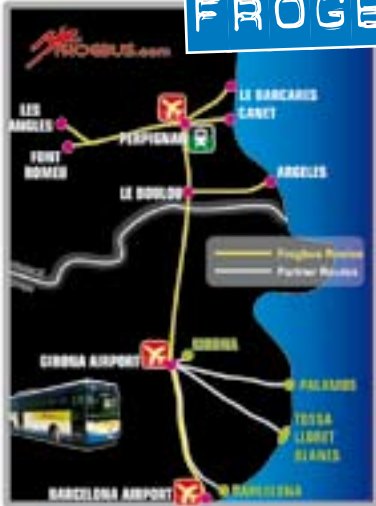 FROGE
FROGBUS.com
LE BARCARES
CANET
LES
ANGLES
PERPIGNAN
FONT
ROMEU
ARGELES
LE BOULOU
Frogbus Routes
Partner Routes
GIRONA
GIRONA AIRPORT
PALAMOS
TOSSA
LLORET
BLANES
BARCELONA AIRPORT
BARCELONA